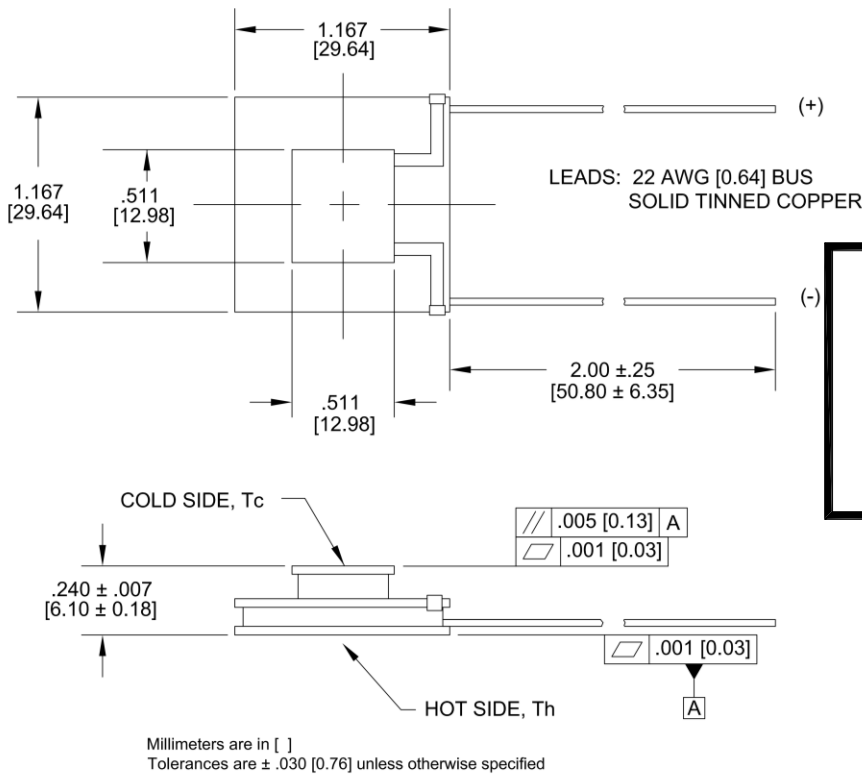 1.167
[29.64]
(+)
1.167
[29.64]
.511
[12.98]
LEADS: 22 AWG [0.64] BUS
SOLID TINNED COPPER
(-)
2.00 ±.25
[50.80 ± 6.35]
.511
[12.98]
COLD SIDE, Tc
// .005 [0.13] A
.001 [0.03]
.240 ± .007
[6.10 ± 0.18]
.001 [0.03]
A
HOT SIDE, Th
Millimeters are in [ ]
Tolerances are ± .030 [0.76] unless otherwise specified